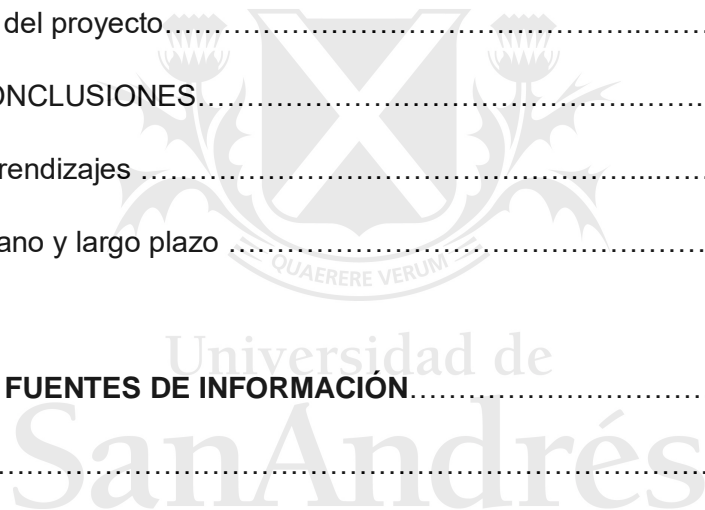 del proyecto……………………………………………………..……
ONCLUSIONES……………………………………………………….
rendizajes ………………………………………………………...……
ano y largo plazo …………………………………………………….
QUAERERE VERUM
Universidad de
FUENTES DE INFORMACIÓN…………………………
SanAndrés
…………………………………………………………………………